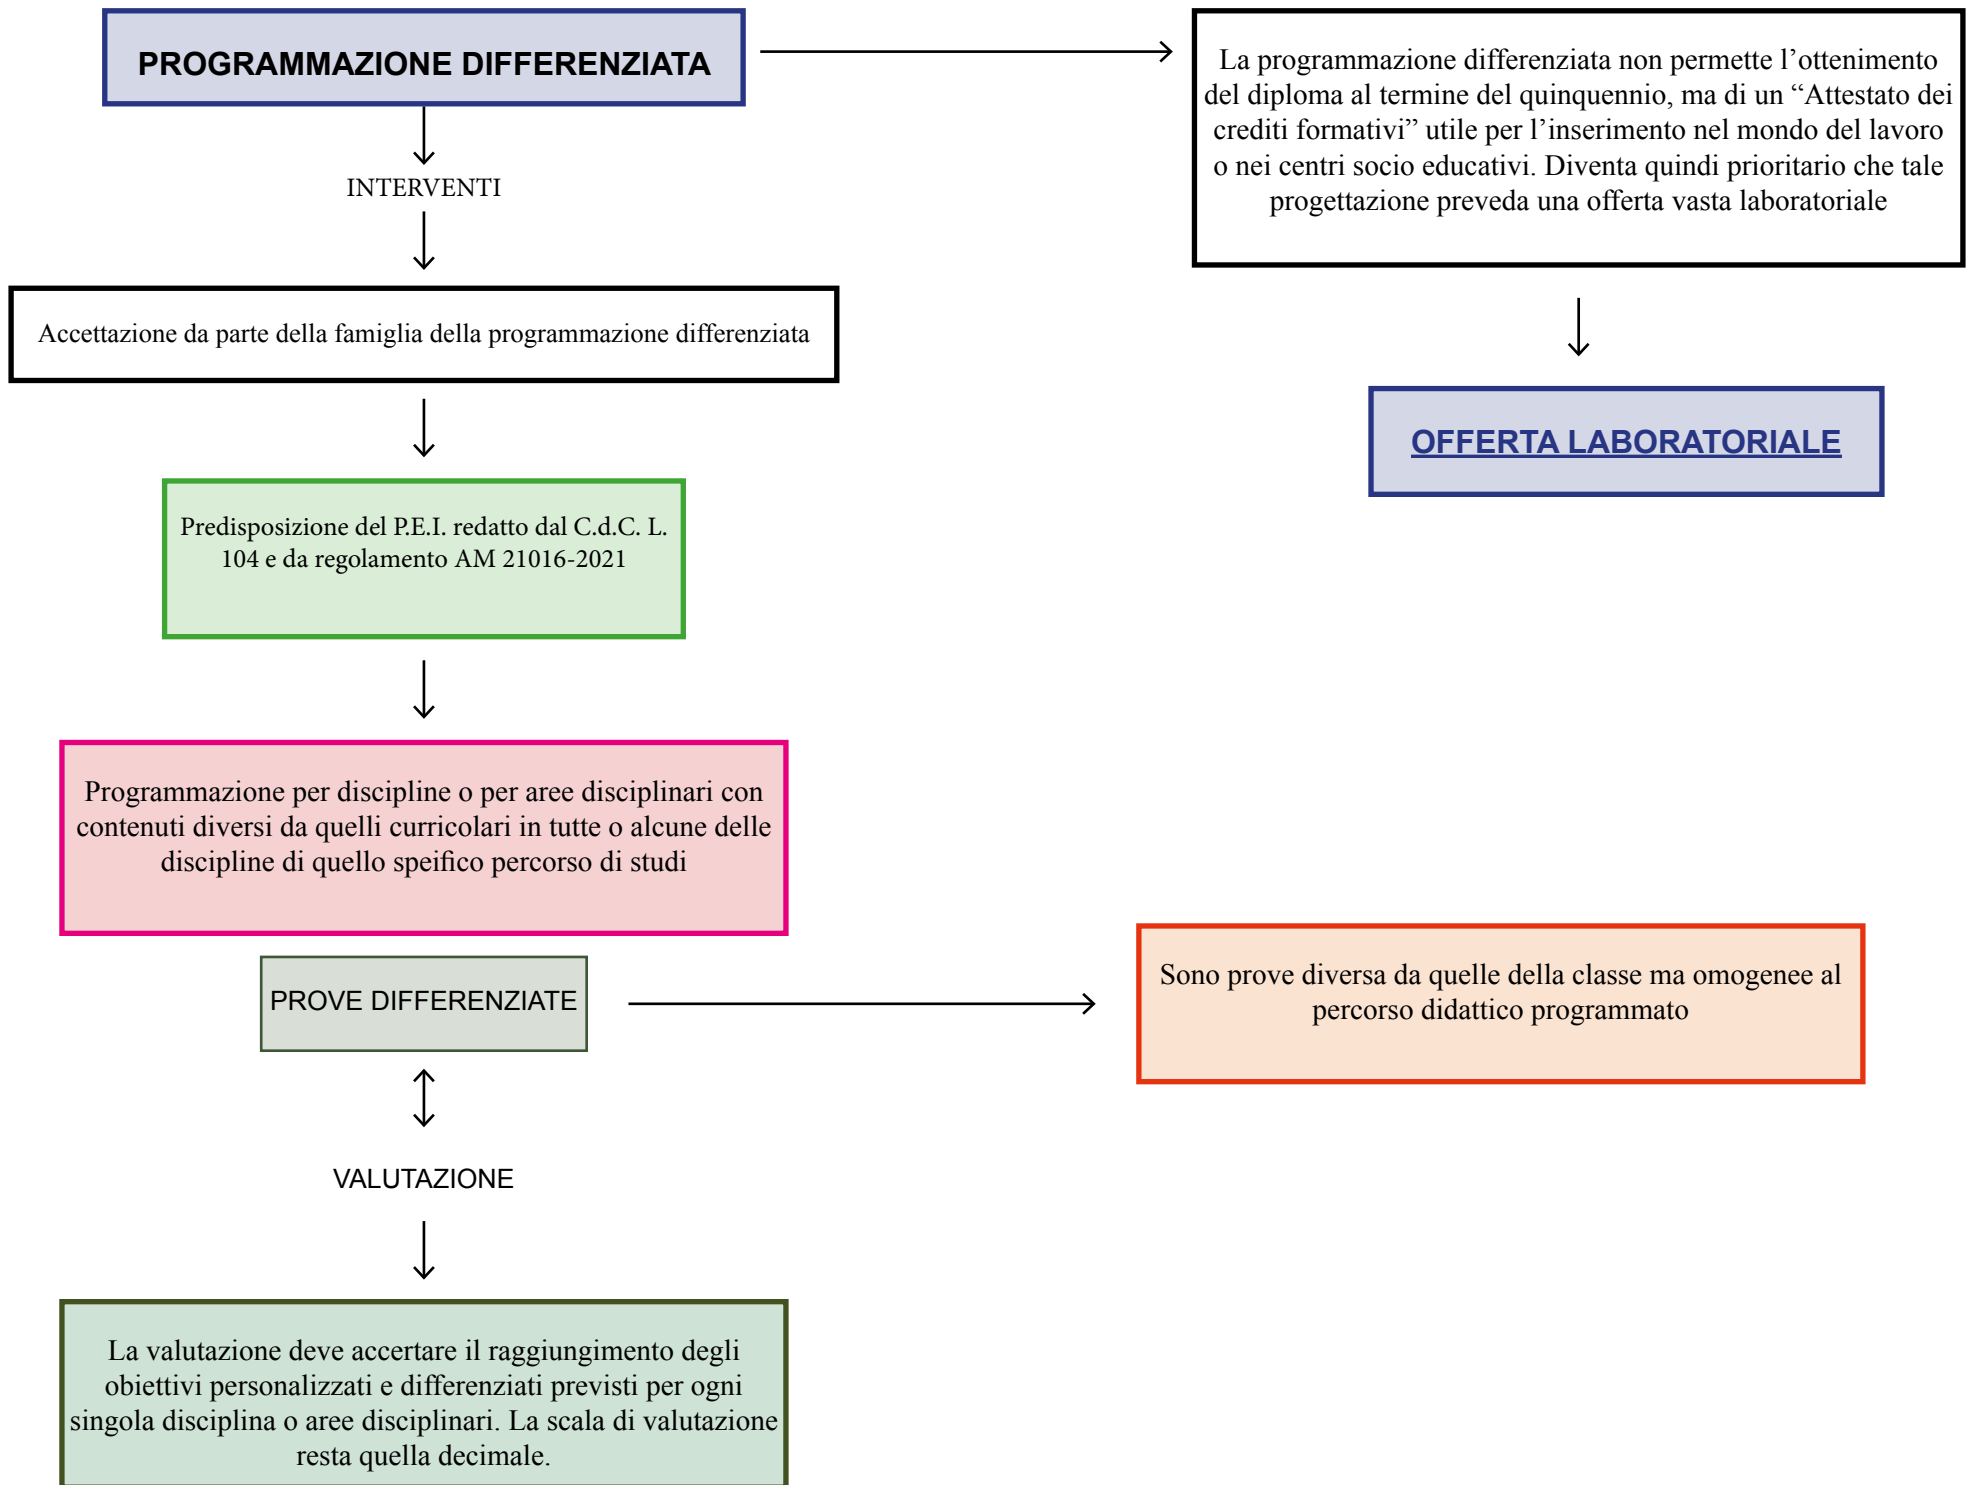 PROGRAMMAZIONE DIFFERENZIATA
La programmazione differenziata non permette l’ottenimento
del diploma al termine del quinquennio, ma di un “Attestato dei
crediti formativi” utile per l’inserimento nel mondo del lavoro
o nei centri socio educativi. Diventa quindi prioritario che tale
progettazione preveda una offerta vasta laboratoriale
INTERVENTI
Accettazione da parte della famiglia della programmazione differenziata
OFFERTA LABORATORIALE
Predisposizione del P.E.I. redatto dal C.d.C. L.
104 e da regolamento AM 21016-2021
Programmazione per discipline o per aree disciplinari con
contenuti diversi da quelli curricolari in tutte o alcune delle
discipline di quello speifico percorso di studi
PROVE DIFFERENZIATE
Sono prove diversa da quelle della classe ma omogenee al
percorso didattico programmato
VALUTAZIONE
La valutazione deve accertare il raggiungimento degli
obiettivi personalizzati e differenziati previsti per ogni
singola disciplina o aree disciplinari. La scala di valutazione
resta quella decimale.